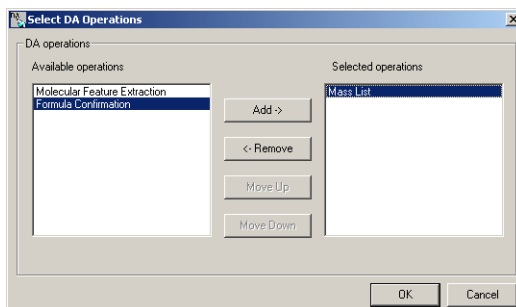 Select DA Operations
DA operations
Available operations
Selected operations
Molecular Feature Extraction
Formula Confirmation
Mass List
Add ->
<- Remove
Move Up
Move Down
OK
Cancel